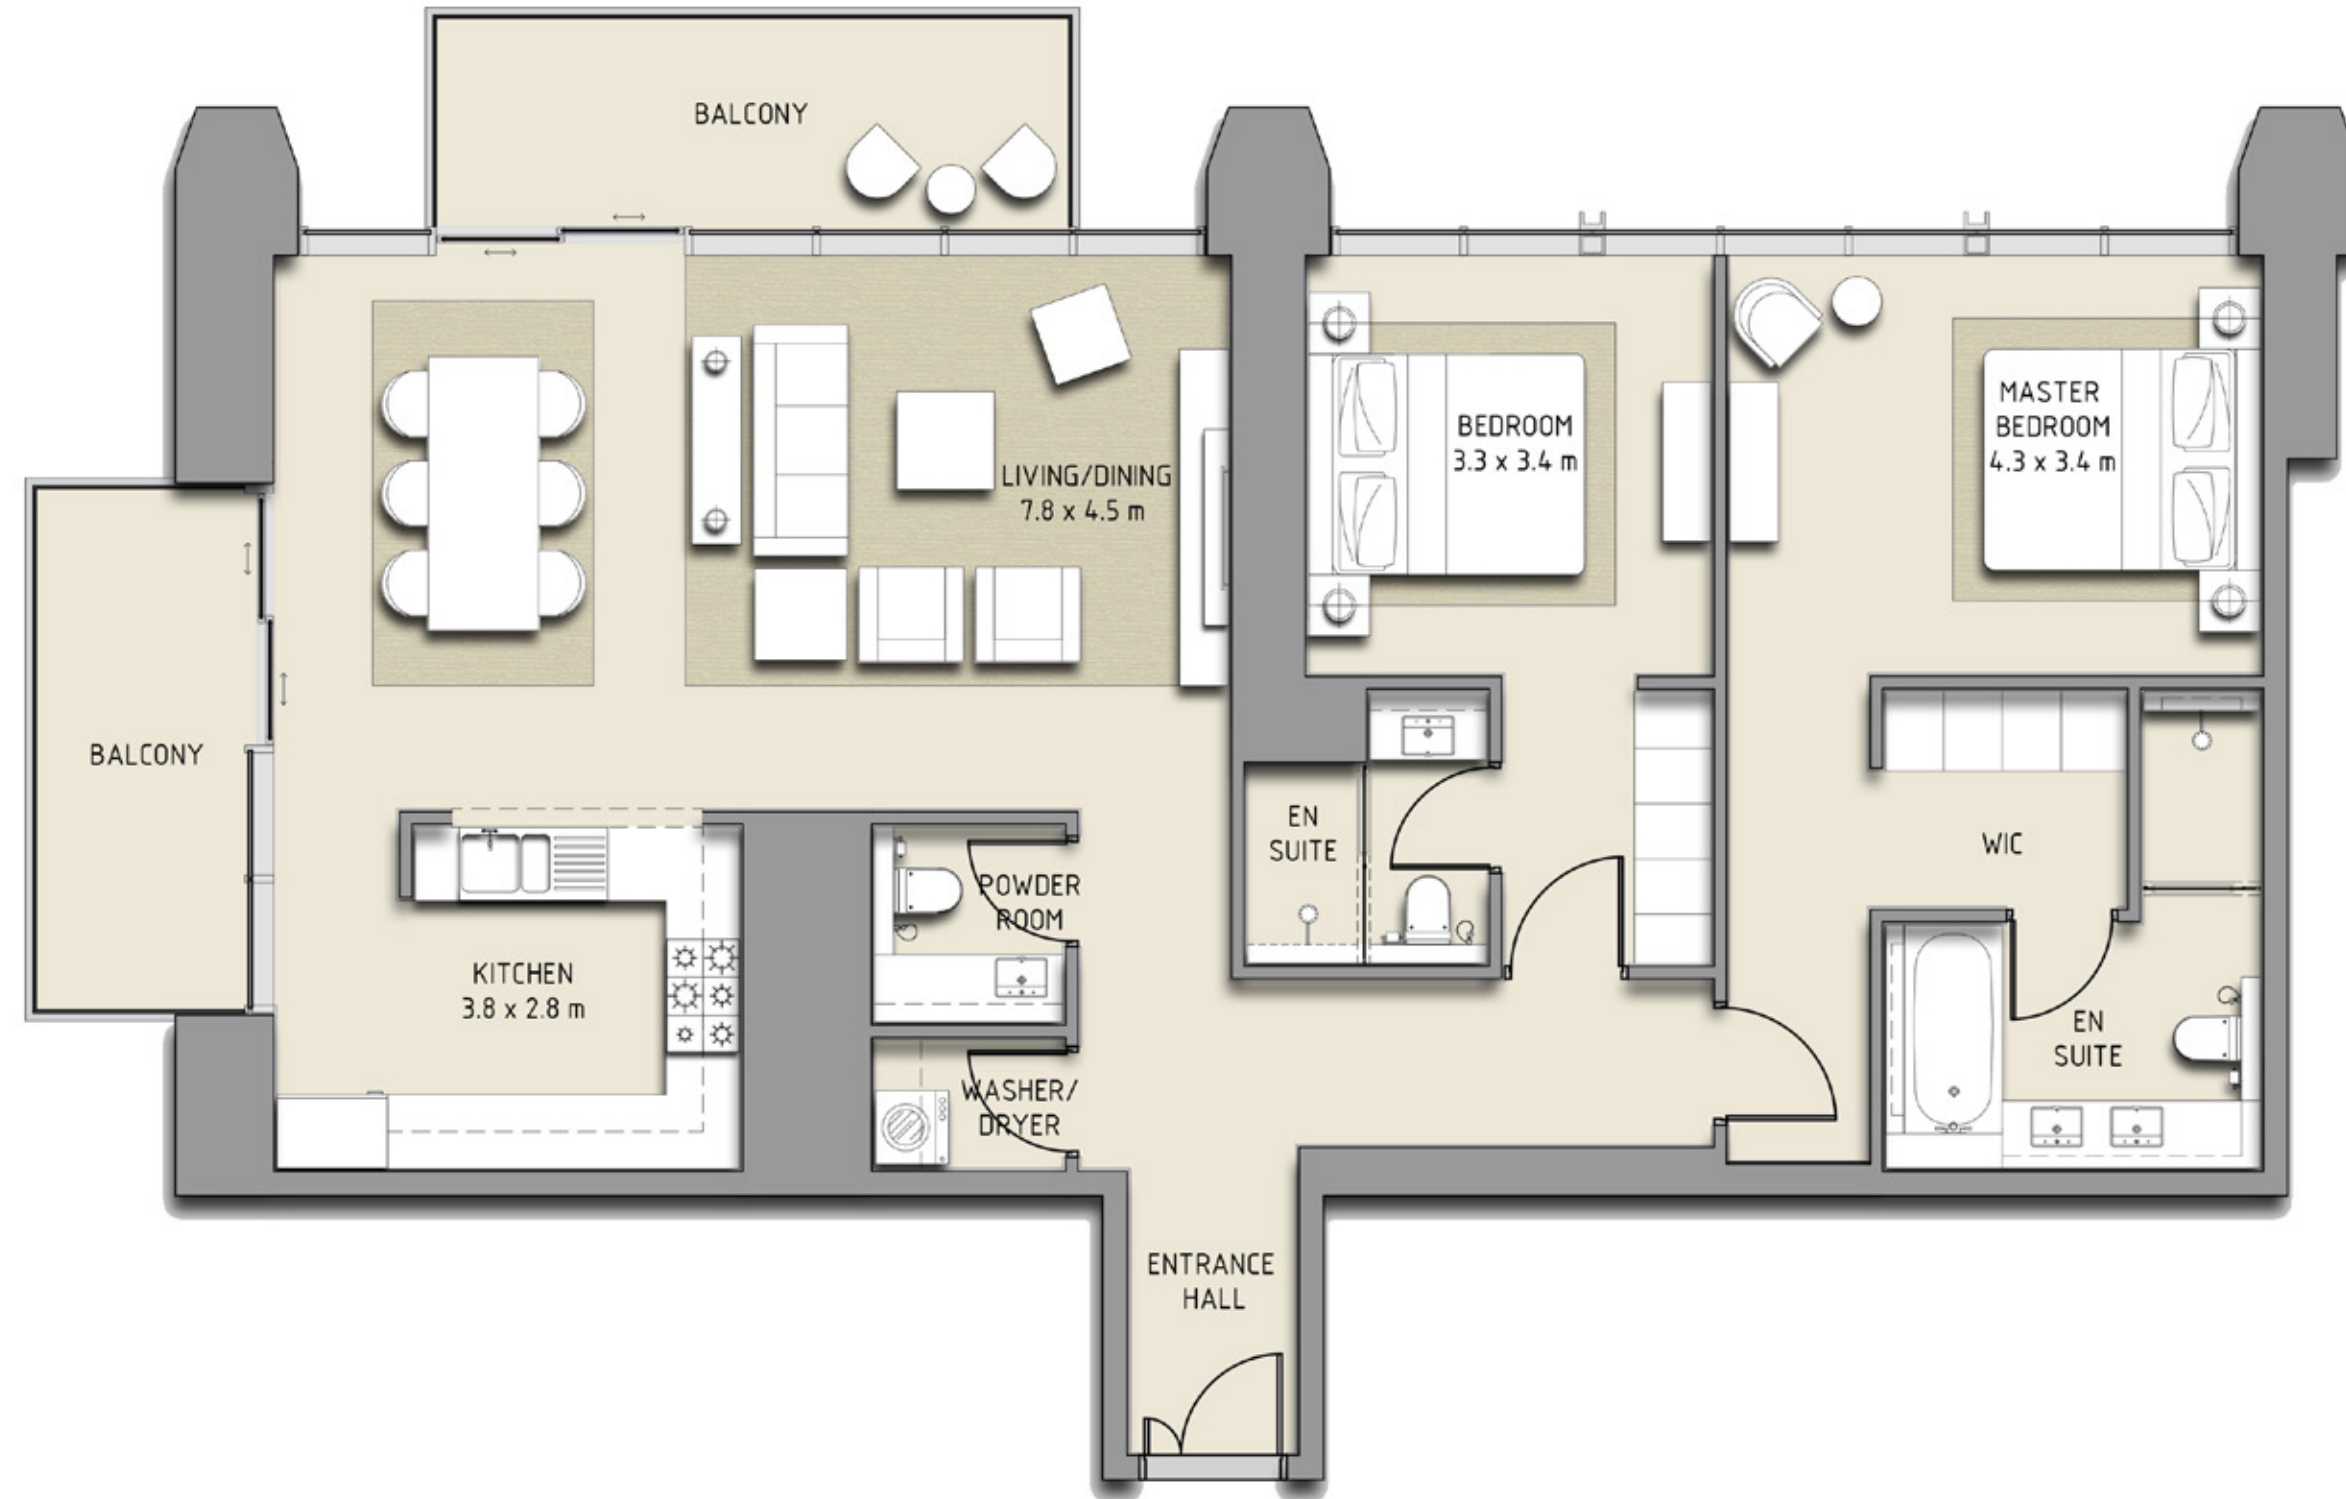 BALCONY
LIVING/DINING
7.8 x 4.5 m
BEDROOM
3.3 x 3.4 m
MASTER
BEDROOM
4.3 x 3.4 m
BALCONY
KITCHEN
3.8 x 2.8 m
POWDER
ROOM
WASHER/
DRYER
EN
SUITE
WIC
EN
SUITE
ENTRANCE
HALL